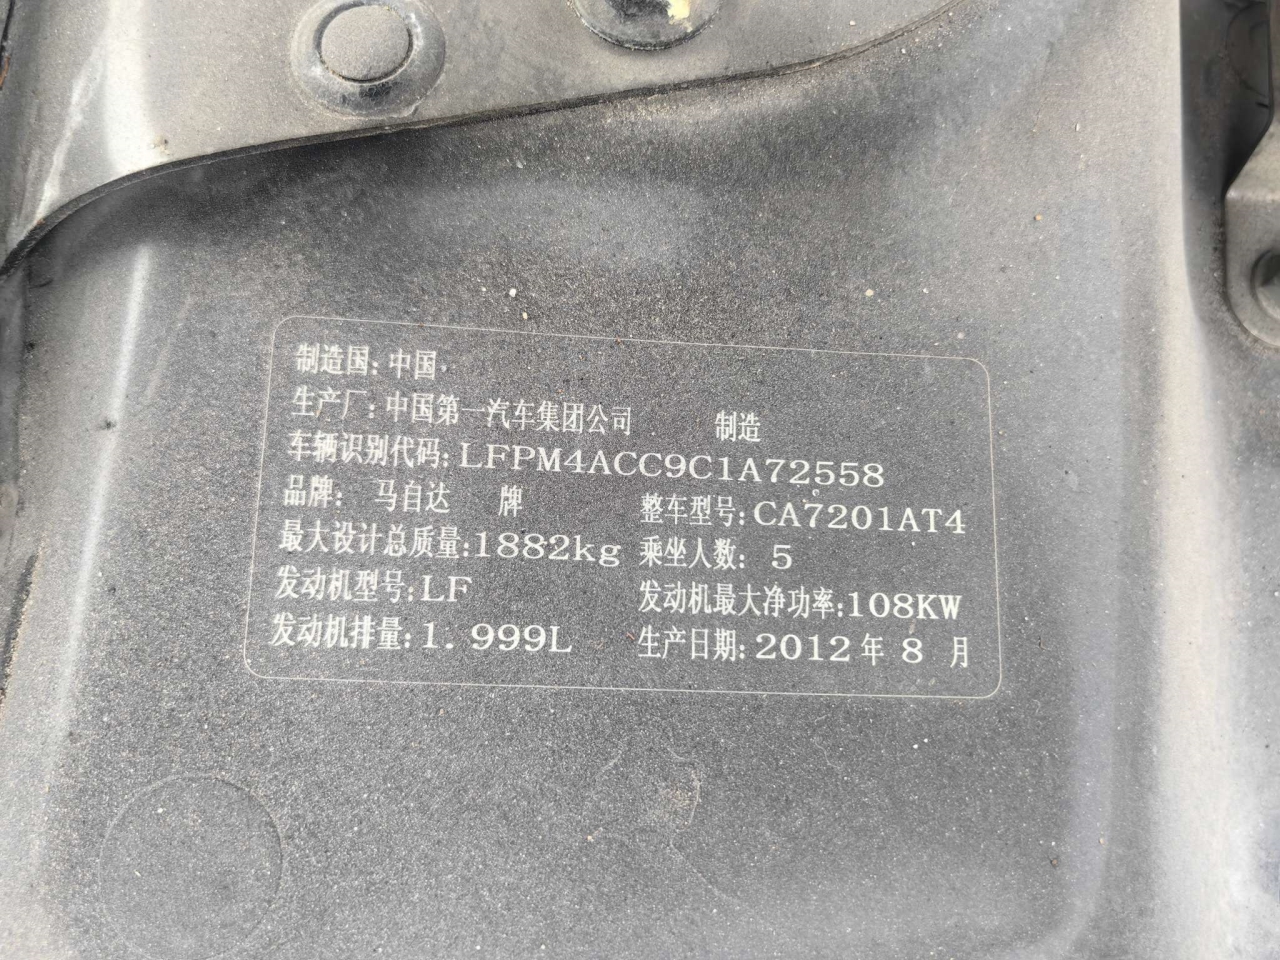 制造国:中国
生产厂:中国第一汽车集团公司 制造
车辆识别代码:LFPM4ACC9C1A72558
品牌: 马自达 牌 整车型号:CA7201AT4
最大设计总质量:1882kg 乘坐人数: 5
发动机型号:LF 发动机最大净功率:108KW
发动机排量:1.999L 生产日期:2012年 8 月